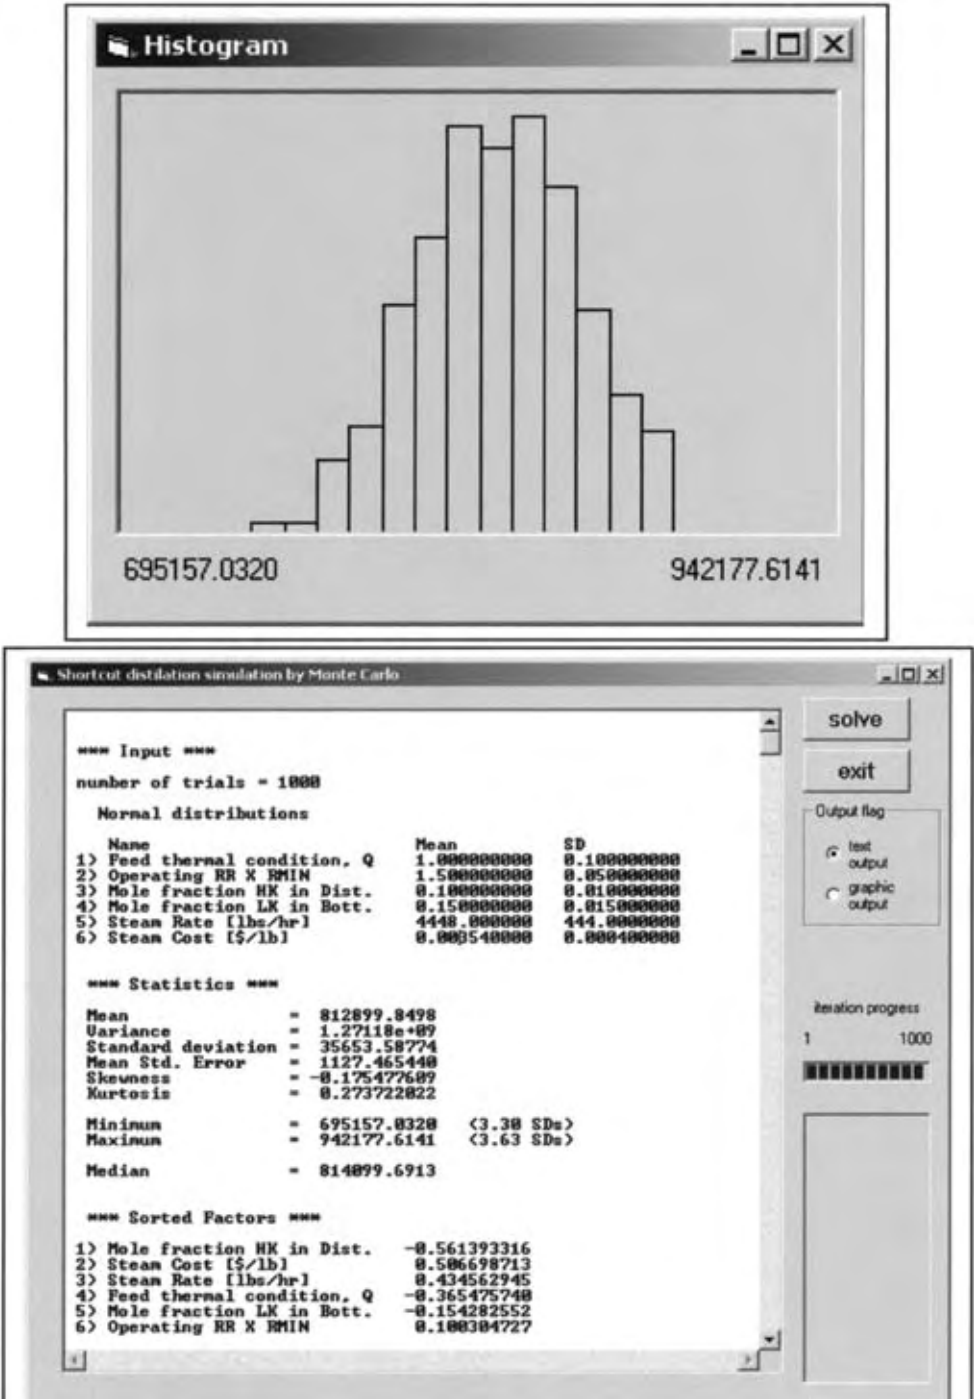 Histogram
695157.0320 942177.6141
Shortcut distilation simulation by Monte Carlo
*** Input ***
number of trials = 1000
Normal distributions
Name Mean SD
1) Feed thermal condition, Q 1.000000000 0.100000000
2) Operating RR X RMIN 1.500000000 0.050000000
3) Mole fraction HK in Dist. 0.100000000 0.010000000
4) Mole fraction LK in Bott. 0.150000000 0.015000000
5) Steam Rate [lbs/hr] 4448.000000 444.0000000
6) Steam Cost [$/lb] 0.003540000 0.000400000
*** Statistics ***
Mean = 812899.8498
Variance = 1.27118e+09
Standard deviation = 35653.58774
Mean Std. Error = 1127.465440
Skewness = -0.175477609
Kurtosis = 0.273722022
Minimum = 695157.0320 (3.30 SDs)
Maximum = 942177.6141 (3.63 SDs)
Median = 814099.6913
*** Sorted Factors ***
1) Mole fraction HK in Dist. -0.561393316
2) Steam Cost [$/lb] 0.506698713
3) Steam Rate [lbs/hr] 0.434562945
4) Feed thermal condition, Q -0.365475740
5) Mole fraction LK in Bott. -0.154282552
6) Operating RR X RMIN 0.100304727
solve
exit
Output flag
text
output
graphic
output
iteration progress
1 1000